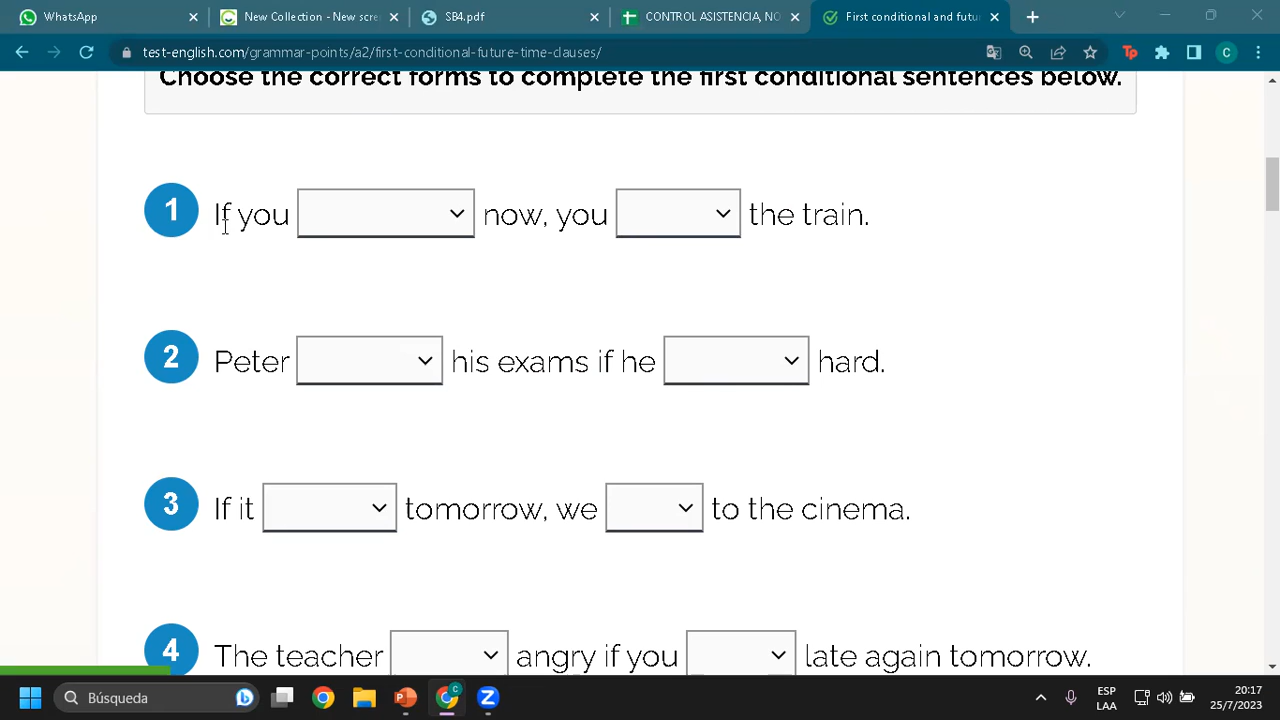 WhatsApp
New Collection - New scre
SB4.pdf
CONTROL ASISTENCIA, NO
First conditional and futu
test-english.com/grammar-points/a2/first-conditional-future-time-clauses/
Tp
C
Choose the correct forms to complete the first conditional sentences below.
1 If you now, you the train.
2 Peter his exams if he hard.
3 If it tomorrow, we to the cinema.
4 The teacher angry if you late again tomorrow.
Búsqueda
ESP
LAA
20:17
25/7/2023